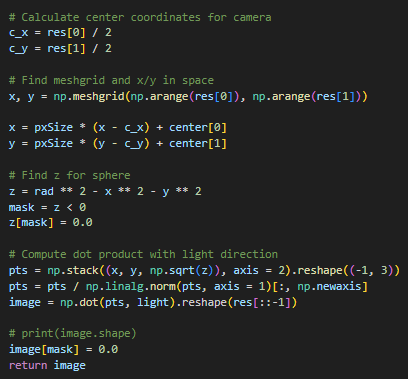 # Calculate center coordinates for camera
c_x = res[0] / 2
c_y = res[1] / 2
# Find meshgrid and x/y in space
x, y = np.meshgrid(np.arange(res[0]), np.arange(res[1]))
x = pxSize * (x - c_x) + center[0]
y = pxSize * (y - c_y) + center[1]
# Find z for sphere
z = rad ** 2 - x ** 2 - y ** 2
mask = z < 0
z[mask] = 0.0
# Compute dot product with light direction
pts = np.stack((x, y, np.sqrt(z)), axis = 2).reshape((-1, 3))
pts = pts / np.linalg.norm(pts, axis = 1)[:, np.newaxis]
image = np.dot(pts, light).reshape(res[::-1])
# print(image.shape)
image[mask] = 0.0
return image